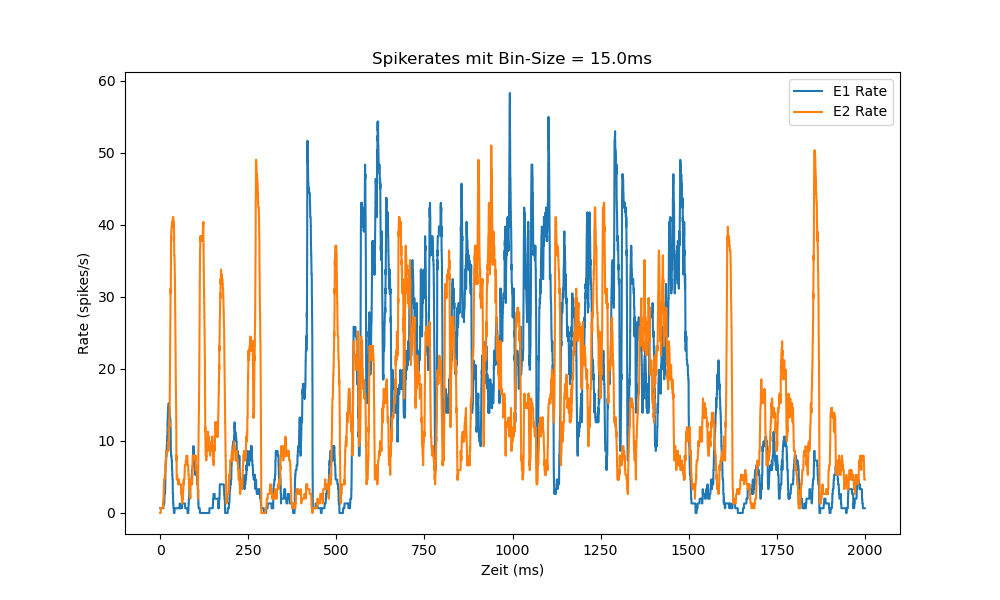 Spikerates mit Bin-Size = 15.0ms
E1 Rate
E2 Rate
60
50
40
30
20
10
0
Rate (spikes/s)
0 250 500 750 1000 1250 1500 1750 2000
Zeit (ms)